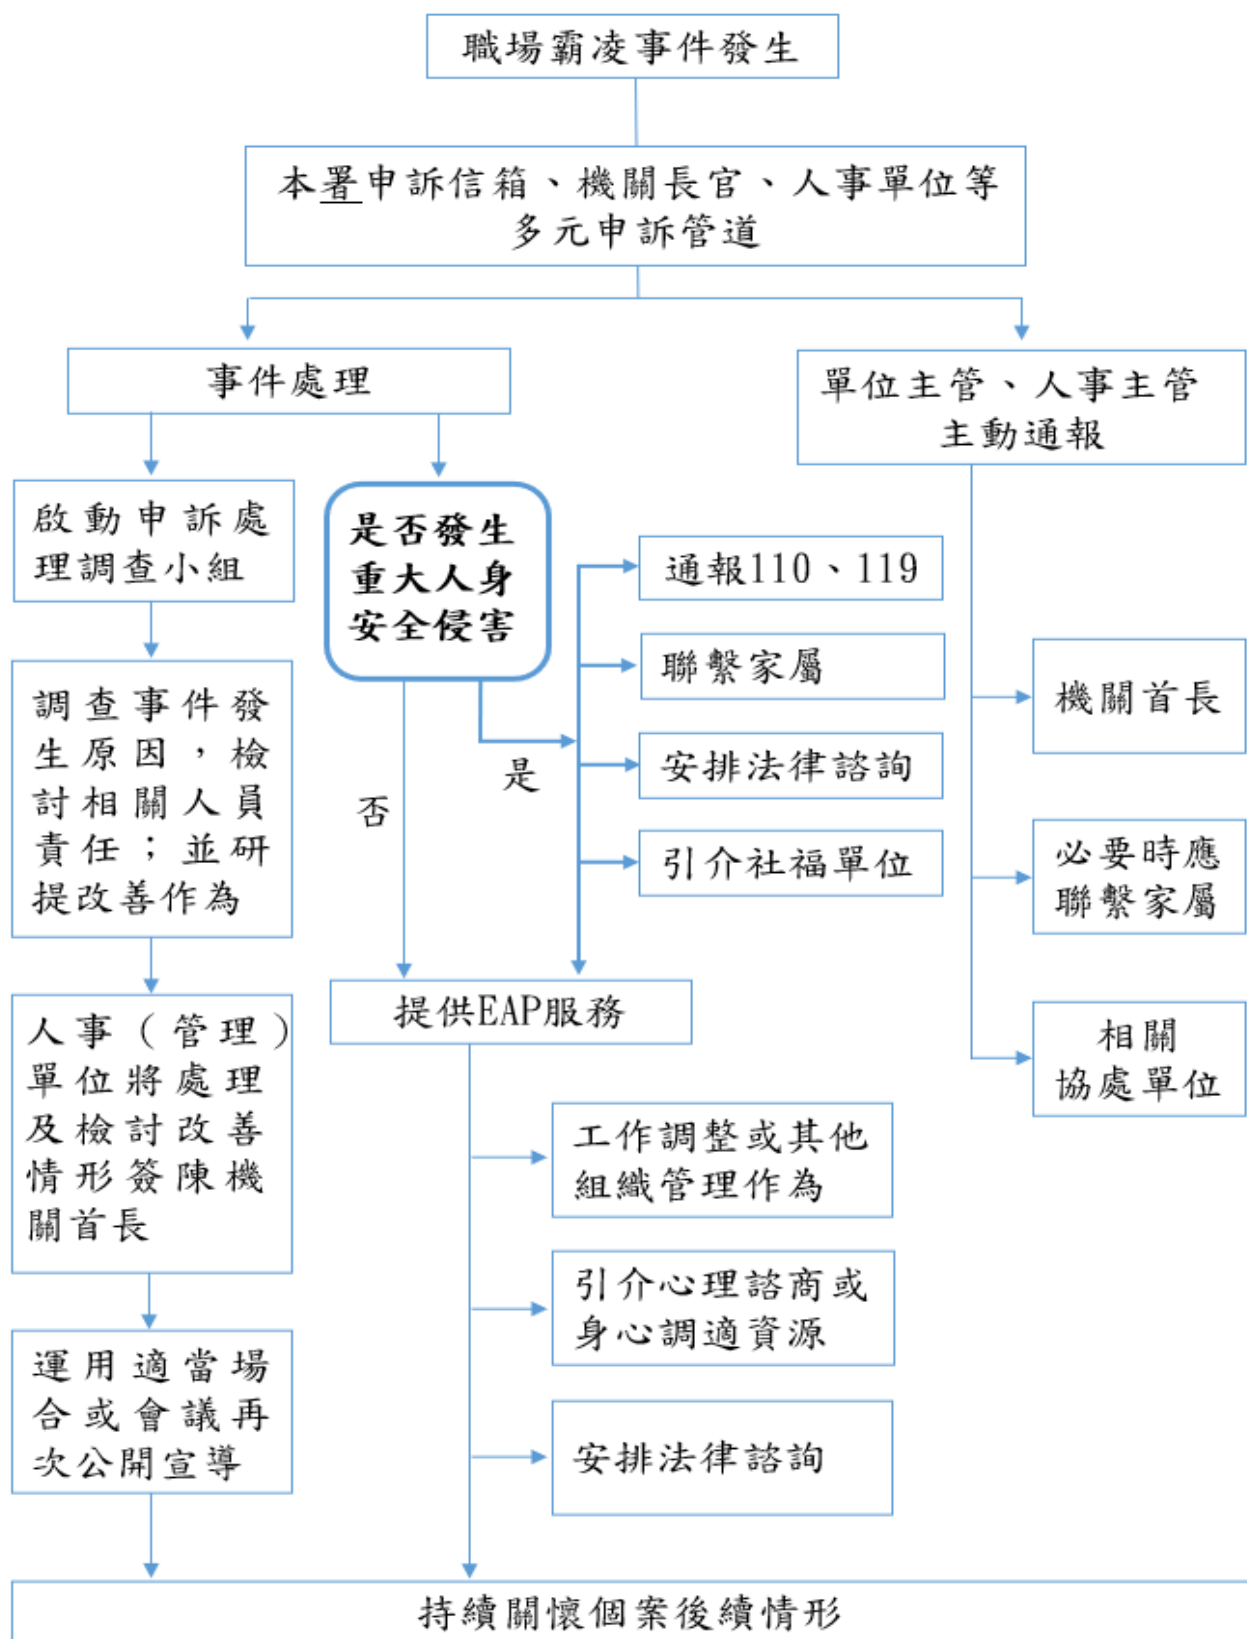 職場霸凌事件發生
本署申訴信箱、機關長官、人事單位等
多元申訴管道
事件處理
單位主管、人事主管
主動通報
啟動申訴處
理調查小組
是否發生
重大人身
安全侵害
通報110、119
聯繫家屬
安排法律諮詢
引介社福單位
機關首長
必要時應
聯繫家屬
相關
協處單位
調查事件發
生原因，檢
討相關人員
責任；並研
提改善作為
否
是
提供EAP服務
人事（管理）
單位將處理
及檢討改善
情形簽陳機
關首長
工作調整或其他
組織管理作為
引介心理諮商或
身心調適資源
安排法律諮詢
運用適當場
合或會議再
次公開宣導
持續關懷個案後續情形